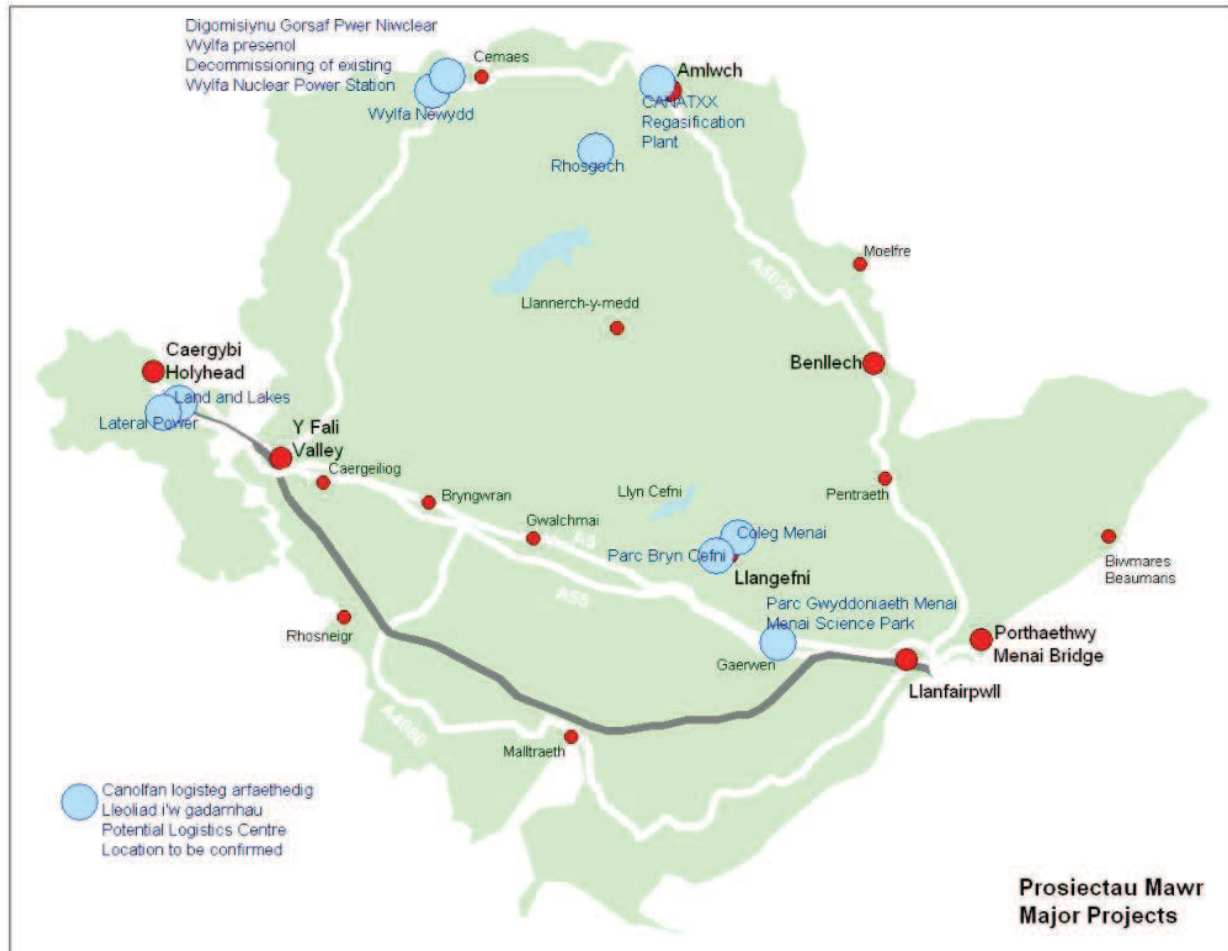 Digomisiynu Gorsaf Pwer Niwclear
Wylfa presenol
Decommissioning of existing
Wylfa Nuclear Power Station
Cemaes
Wylfa Newydd
Amlwch
CANATXX
Regasification
Plant
Rhosgoch
A5025
Moelfre
Llannerch-y-medd
Caergybi
Holyhead
Land and Lakes
Lateral Power
Benllech
Y Fali
Valley
Caergeiliog
Bryngwran
Gwalchmai
Llyn Cefni
Pentraeth
A5
Coleg Menai
Parc Bryn Cefni
Llangefni
Biwmares
Beaumaris
A55
Parc Gwyddoniaeth Menai
Menai Science Park
Rhosneigr
Gaerwen
Porthaethwy
Menai Bridge
Llanfairpwll
A4080
Malltraeth
Canolfan logisteg arfaethedig
Lleoliad i'w gadarnhau
Potential Logistics Centre
Location to be confirmed
Prosiectau Mawr
Major Projects